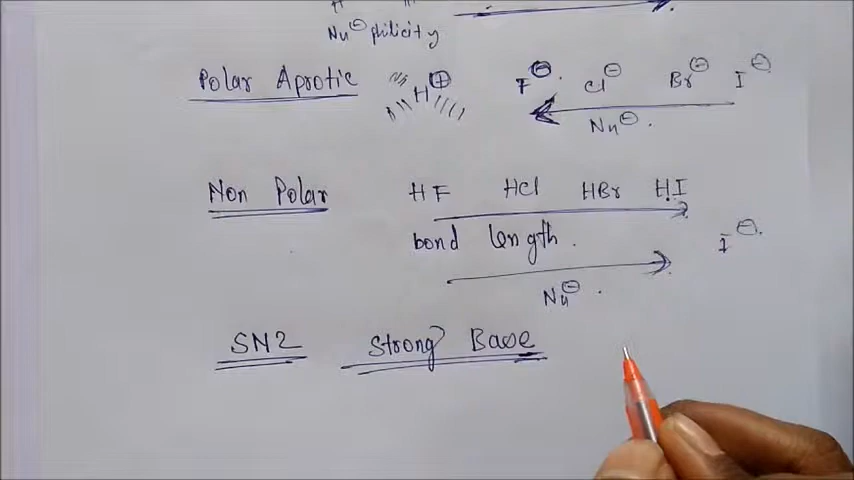 Nu⊖ philicity
Polar Aprotic H⊕ F⊖. Cl⊖ Br⊖ I⊖
Nu⊖.
Non Polar HF HCl HBr HI
bond length. I⊖.
Nu⊖.
SN2 Strong Base